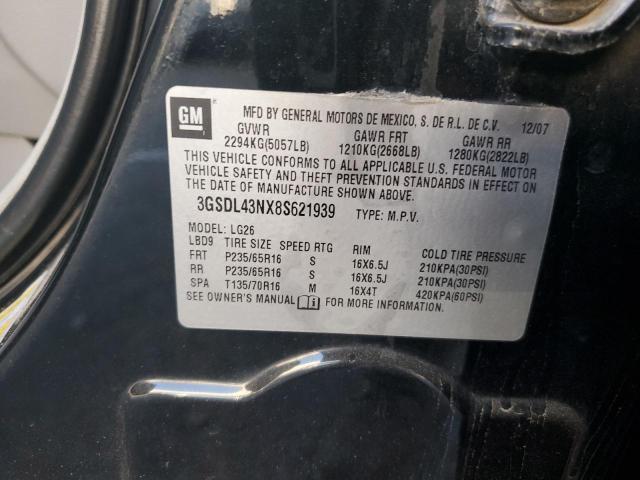 GM
MFD BY GENERAL MOTORS DE MEXICO, S. DE R.L. DE C.V. 12/07
GVWR GAWR FRT GAWR RR
2294KG(5057LB) 1210KG(2668LB) 1280KG(2822LB)
THIS VEHICLE CONFORMS TO ALL APPLICABLE U.S. FEDERAL MOTOR
VEHICLE SAFETY AND THEFT PREVENTION STANDARDS IN EFFECT ON
THE DATE OF MANUFACTURE SHOWN ABOVE.
3GSDL43NX8S621939 TYPE: M.P.V.
MODEL: LG26
LBD9 TIRE SIZE SPEED RTG RIM COLD TIRE PRESSURE
FRT P235/65R16 S 16X6.5J 210KPA(30PSI)
RR P235/65R16 S 16X6.5J 210KPA(30PSI)
SPA T135/70R16 M 16X4T 420KPA(60PSI)
SEE OWNER'S MANUAL FOR MORE INFORMATION.